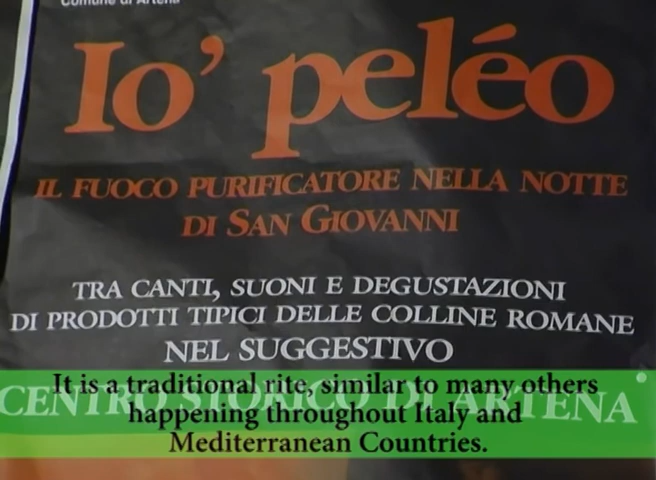 Comune di Artena
Io' peléo
IL FUOCO PURIFICATORE NELLA NOTTE
DI SAN GIOVANNI
TRA CANTI, SUONI E DEGUSTAZIONI
DI PRODOTTI TIPICI DELLE COLLINE ROMANE
NEL SUGGESTIVO
CENTRO STORICO DI ARTENA
It is a traditional rite, similar to many others
happening throughout Italy and
Mediterranean Countries.